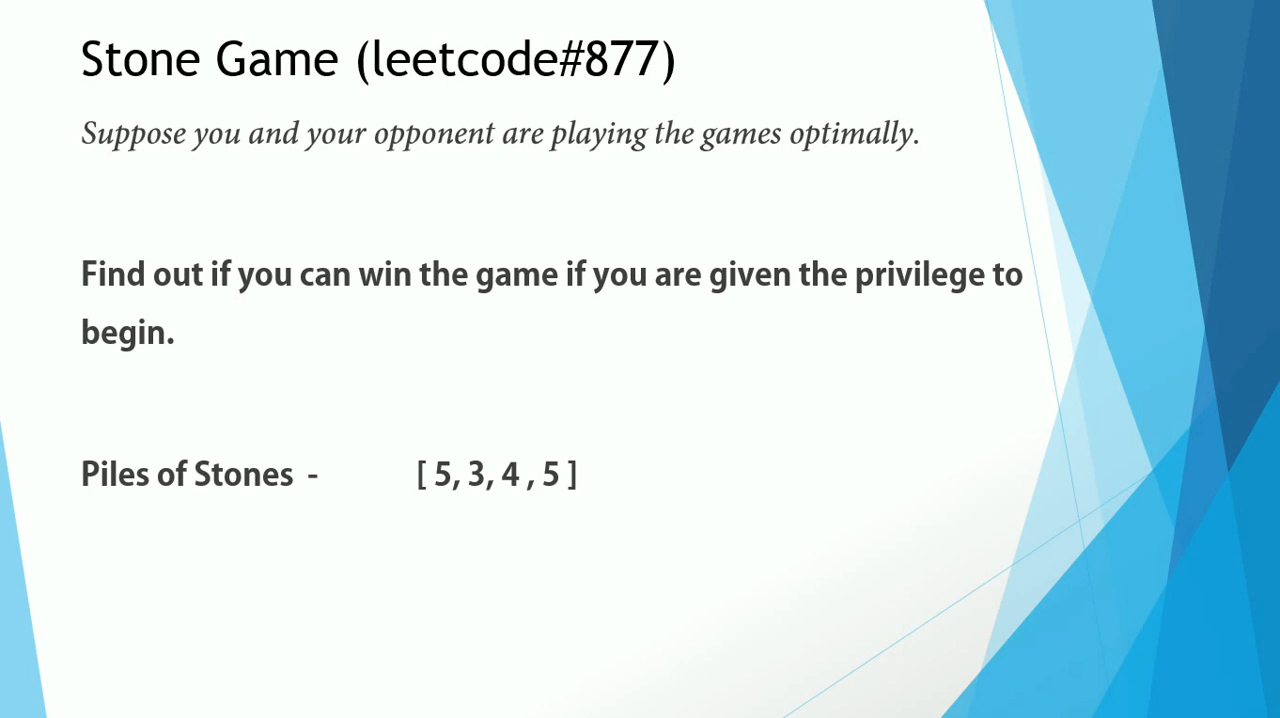 Stone Game (leetcode#877)
Suppose you and your opponent are playing the games optimally.
Find out if you can win the game if you are given the privilege to
begin.
Piles of Stones - [ 5, 3, 4 , 5 ]